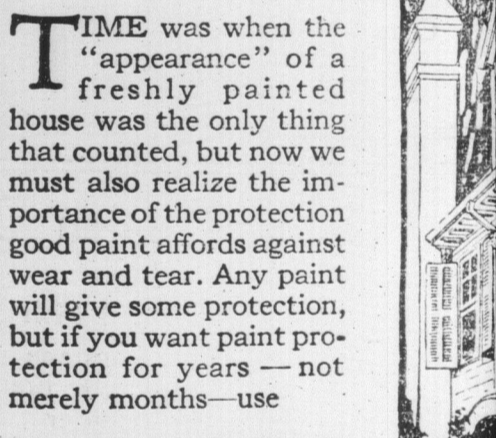 TIME was when the
"appearance" of a
freshly painted
house was the only thing
that counted, but now we
must also realize the im-
portance of the protection
good paint affords against
wear and tear. Any paint
will give some protection,
but if you want paint pro-
tection for years — not
merely months—use